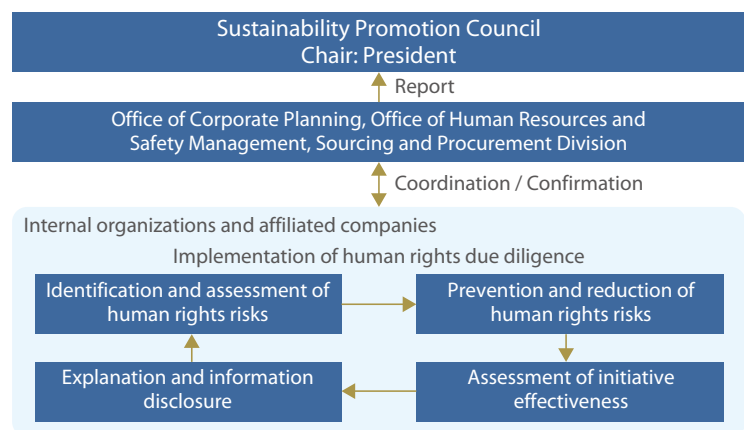 Sustainability Promotion Council
Chair: President
Report
Office of Corporate Planning, Office of Human Resources and
Safety Management, Sourcing and Procurement Division
Coordination / Confirmation
Internal organizations and affiliated companies
Implementation of human rights due diligence
Identification and assessment of
human rights risks
Prevention and reduction of
human rights risks
Explanation and information
disclosure
Assessment of initiative
effectiveness